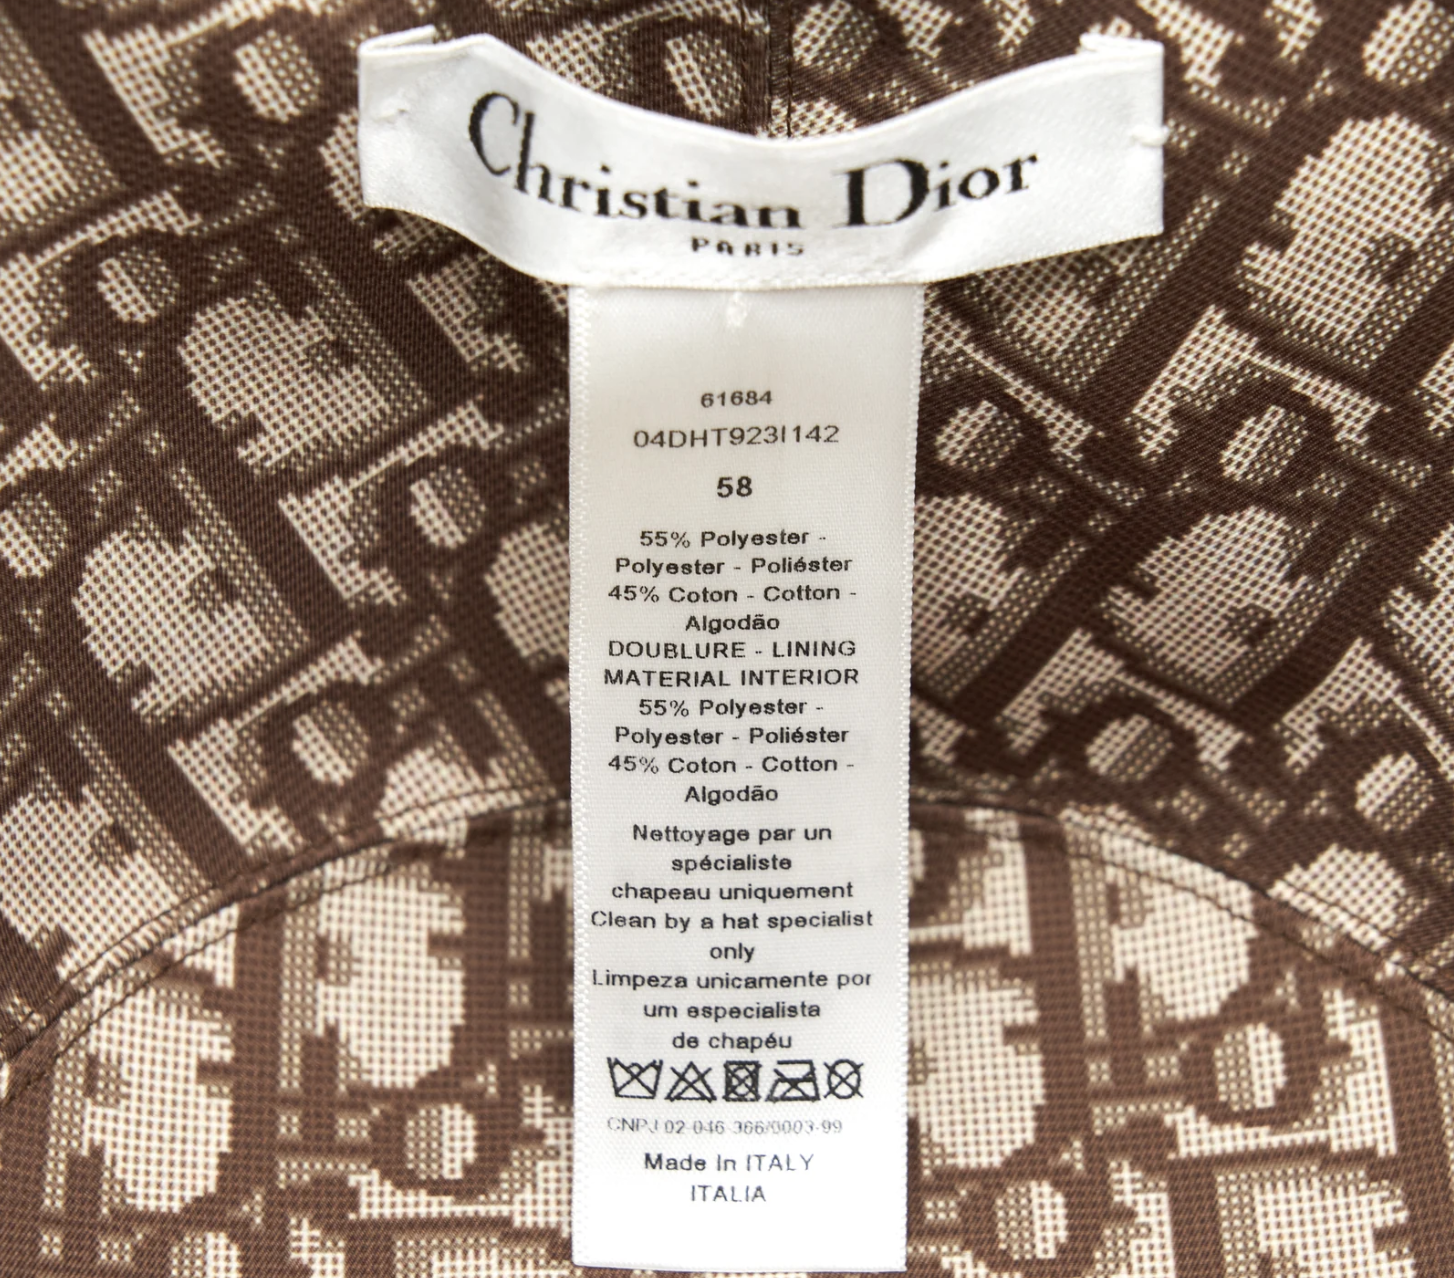 Christian Dior
PARIS
61684
04DHT923I142
58
55% Polyester -
Polyester - Poliéster
45% Coton - Cotton -
Algodão
DOUBLURE - LINING
MATERIAL INTERIOR
55% Polyester -
Polyester - Poliéster
45% Coton - Cotton -
Algodão
Nettoyage par un
spécialiste
chapeau uniquement
Clean by a hat specialist
only
Limpeza unicamente por
um especialista
de chapéu
CNPJ 02-046-366/0003-99
Made In ITALY
ITALIA